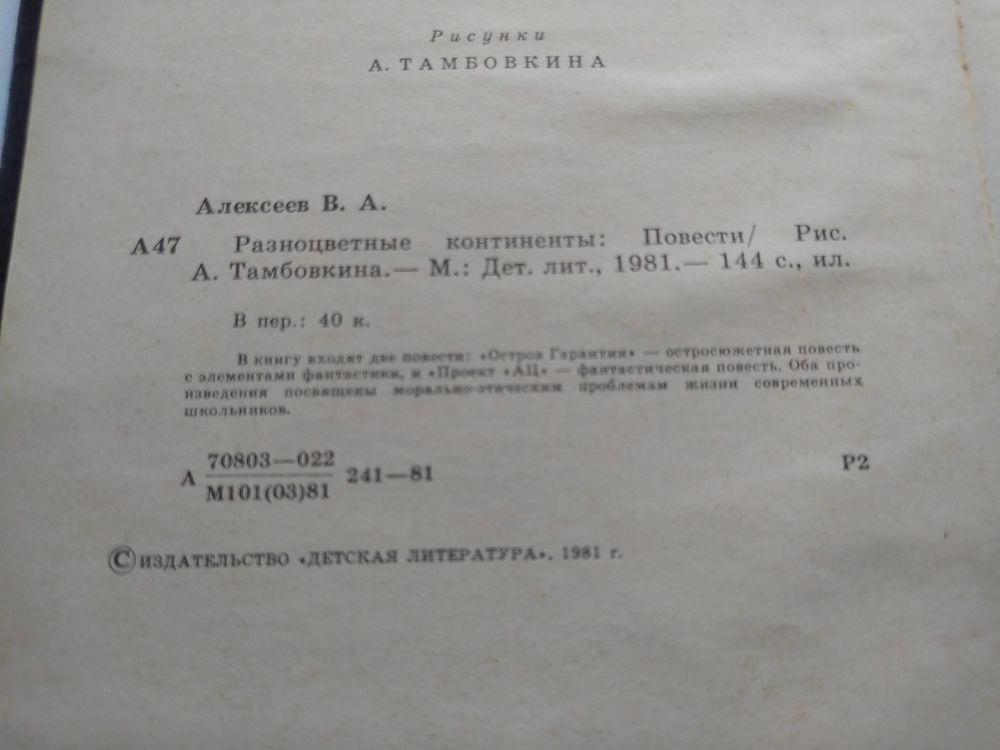 Рисунки
А. ТАМБОВКИНА
Алексеев В. А.
А47 Разноцветные континенты: Повести/ Рис.
А. Тамбовкина.— М.: Дет. лит., 1981.— 144 с., ил.
В пер.: 40 к.
В книгу входят две повести: «Остров Гарантии» — остросюжетная повесть
с элементами фантастики, и «Проект «АЦ» — фантастическая повесть. Оба про-
изведения посвящены морально-этическим проблемам жизни современных
школьников.
А 70803—022
М101(03)81 241—81 Р2
© ИЗДАТЕЛЬСТВО «ДЕТСКАЯ ЛИТЕРАТУРА», 1981 г.